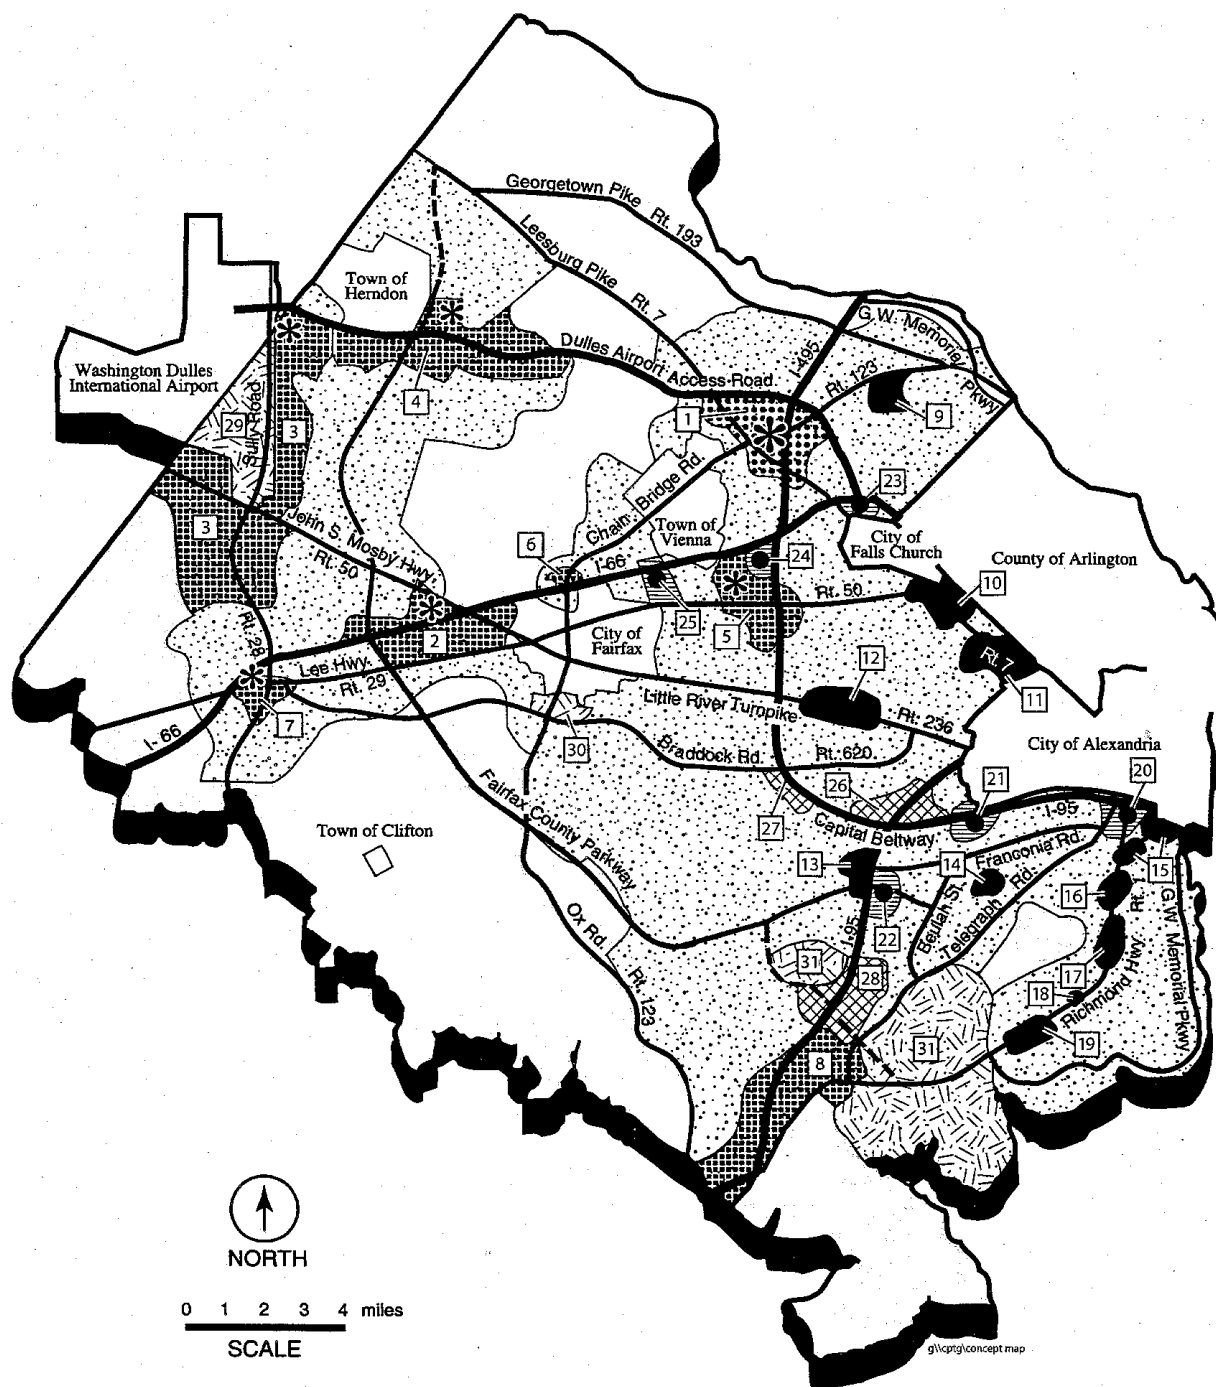 Georgetown Pike Rt. 193
Leesburg Pike Rt. 7
Town of
Herndon
G.W. Memorial Pkwy
I-495
Dulles Airport Access Road
Rt. 123
Washington Dulles
International Airport
29
Sully Road
3
4
1
9
Chain Bridge Rd.
23
3
John S. Mosby Hwy.
Rt. 50
6
Town of
Vienna
24
City of
Falls Church
County of Arlington
I-66
10
Rt. 50
25
5
2
City of
Fairfax
Rt. 28
Lee Hwy.
Rt. 29
12
Rt. 7
11
7
Little River Turnpike
Rt. 236
I-66
30
Braddock Rd.
Rt. 620
City of Alexandria
21
20
26
27
Capital Beltway
I-95
Town of Clifton
Fairfax County Parkway
13
14
Franconia Rd.
15
16
Rt. 1
Beulah St.
Telegraph Rd.
22
I-95
Ox Rd.
Rt. 123
31
28
17
18
Richmond Hwy
G.W. Memorial Pkwy
19
31
8
NORTH
0 1 2 3 4 miles
SCALE
g\\cptg\concept map